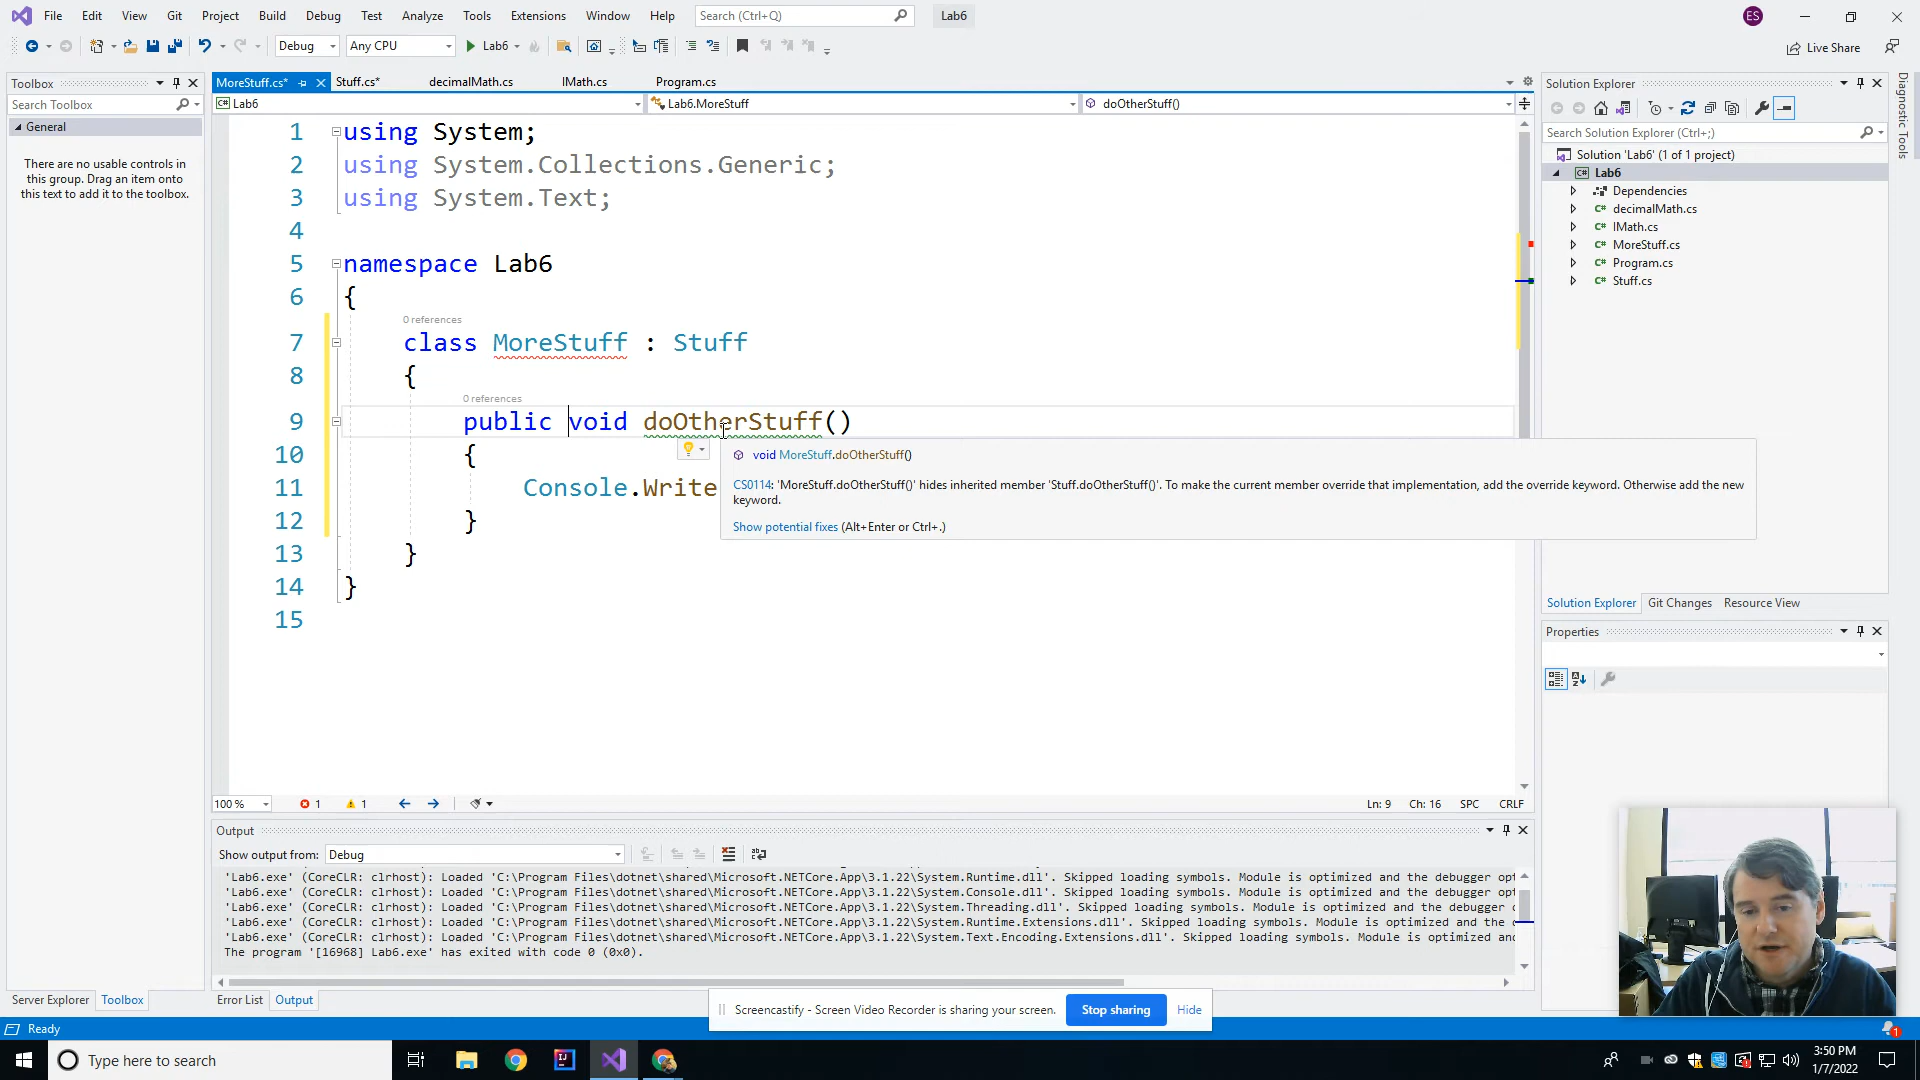 File Edit View Git Project Build Debug Test Analyze Tools Extensions Window Help Search (Ctrl+Q) Lab6 ES
Debug Any CPU Lab6 Live Share
Toolbox
Search Toolbox
General
There are no usable controls in
this group. Drag an item onto
this text to add it to the toolbox.
MoreStuff.cs* Stuff.cs* decimalMath.cs IMath.cs Program.cs
Lab6 Lab6.MoreStuff doOtherStuff()
1 using System;
2 using System.Collections.Generic;
3 using System.Text;
4
5 namespace Lab6
6 {
0 references
7 class MoreStuff : Stuff
8 {
0 references
9 public void doOtherStuff()
10 {
11 Console.Write
12 }
13 }
14 }
15
void MoreStuff.doOtherStuff()
CS0114: 'MoreStuff.doOtherStuff()' hides inherited member 'Stuff.doOtherStuff()'. To make the current member override that implementation, add the override keyword. Otherwise add the new
keyword.
Show potential fixes (Alt+Enter or Ctrl+.)
100 % 1 1 Ln: 9 Ch: 16 SPC CRLF
Solution Explorer
Search Solution Explorer (Ctrl+;)
Solution 'Lab6' (1 of 1 project)
C# Lab6
Dependencies
C# decimalMath.cs
C# IMath.cs
C# MoreStuff.cs
C# Program.cs
C# Stuff.cs
Solution Explorer Git Changes Resource View
Properties
Diagnostic Tools
Output
Show output from: Debug
'Lab6.exe' (CoreCLR: clrhost): Loaded 'C:\Program Files\dotnet\shared\Microsoft.NETCore.App\3.1.22\System.Runtime.dll'. Skipped loading symbols. Module is optimized and the debugger opt
'Lab6.exe' (CoreCLR: clrhost): Loaded 'C:\Program Files\dotnet\shared\Microsoft.NETCore.App\3.1.22\System.Console.dll'. Skipped loading symbols. Module is optimized and the debugger opt
'Lab6.exe' (CoreCLR: clrhost): Loaded 'C:\Program Files\dotnet\shared\Microsoft.NETCore.App\3.1.22\System.Threading.dll'. Skipped loading symbols. Module is optimized and the debugger
'Lab6.exe' (CoreCLR: clrhost): Loaded 'C:\Program Files\dotnet\shared\Microsoft.NETCore.App\3.1.22\System.Runtime.Extensions.dll'. Skipped loading symbols. Module is optimized and the
'Lab6.exe' (CoreCLR: clrhost): Loaded 'C:\Program Files\dotnet\shared\Microsoft.NETCore.App\3.1.22\System.Text.Encoding.Extensions.dll'. Skipped loading symbols. Module is optimized and
The program '[16968] Lab6.exe' has exited with code 0 (0x0).
Server Explorer Toolbox Error List Output
Screencastify - Screen Video Recorder is sharing your screen. Stop sharing Hide
Ready
Type here to search
3:50 PM
1/7/2022